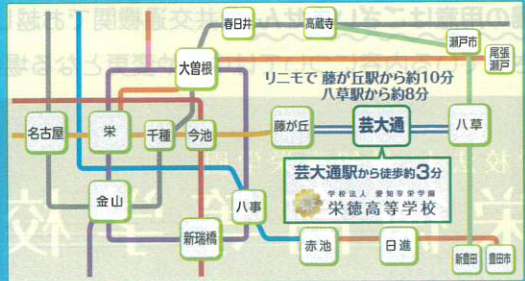 春日井
高蔵寺
瀬戸市
尾張
瀬戸
大曽根
リニモで 藤が丘駅から約10分
八草駅から約8分
名古屋
栄
千種
今池
藤が丘
芸大通
八草
芸大通駅から徒歩約3分
学校法人 愛知享栄学園
栄徳高等学校
金山
八事
新瑞橋
赤池
日進
新豊田
豊田市